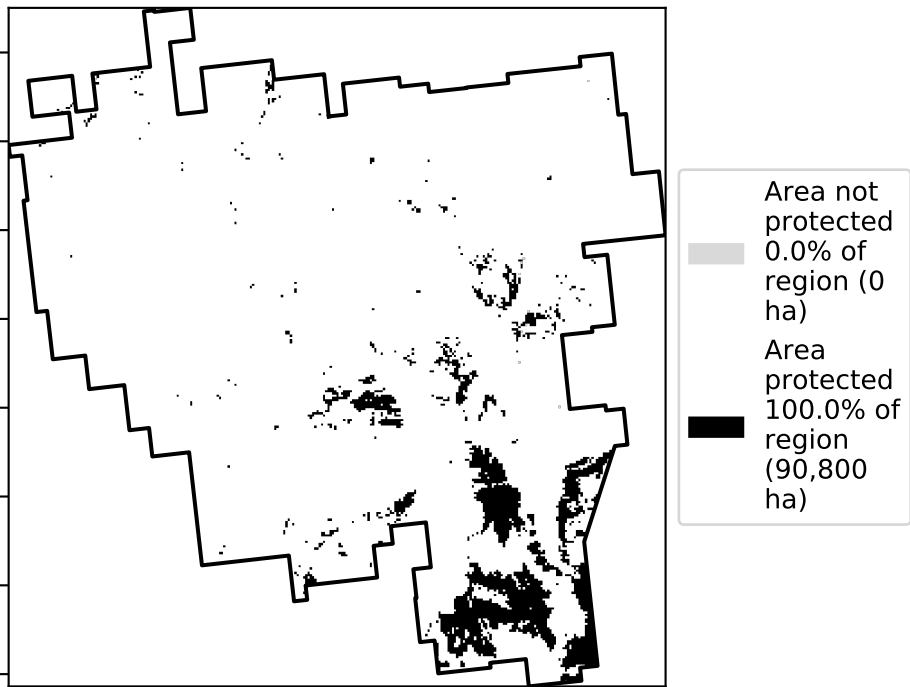 Area not
protected
0.0% of
region (0
ha)
Area
protected
100.0% of
region
(90,800
ha)